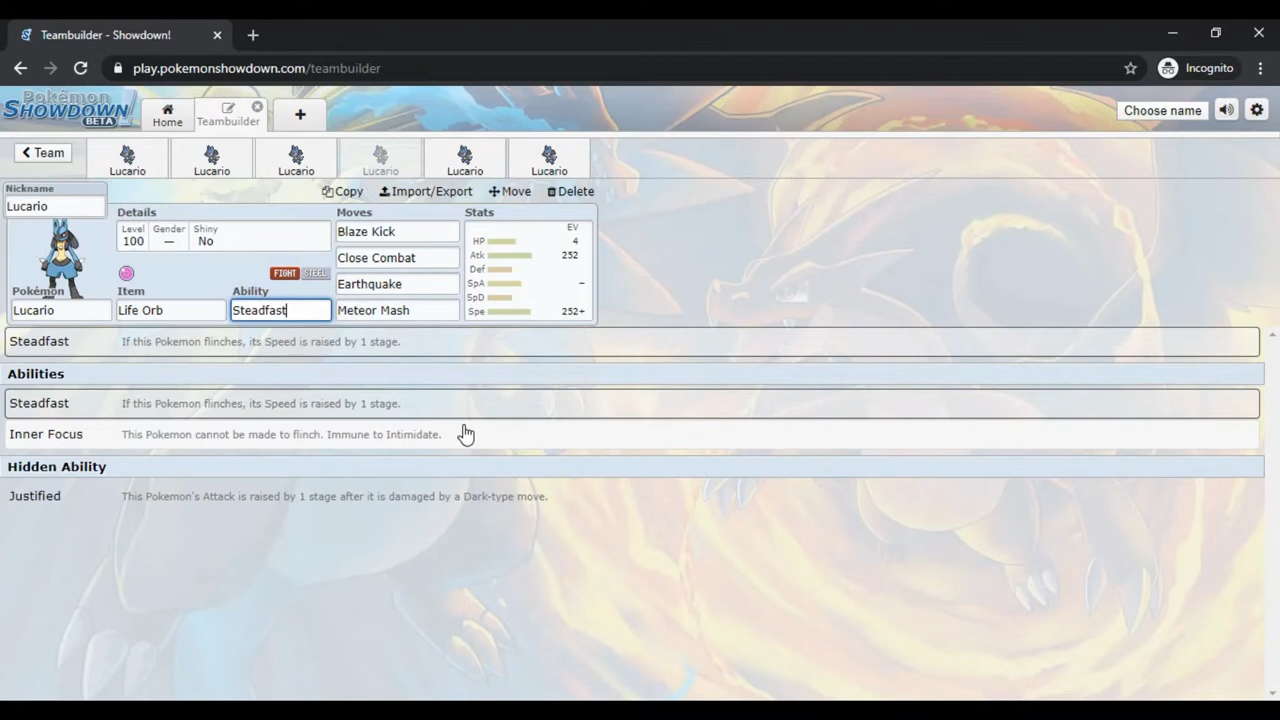 Teambuilder - Showdown!
play.pokemonshowdown.com/teambuilder
Incognito
Pokémon
SHOWDOWN
BETA
Home
Teambuilder
Choose name
Team
Lucario
Lucario
Lucario
Lucario
Lucario
Lucario
Nickname
Lucario
Copy
Import/Export
Move
Delete
Details
Level
100
Gender
—
Shiny
No
Moves
Blaze Kick
Close Combat
Earthquake
Meteor Mash
Stats
EV
HP 4
Atk 252
Def
SpA –
SpD
Spe 252+
FIGHT STEEL
Pokémon
Lucario
Item
Life Orb
Ability
Steadfast
Steadfast If this Pokemon flinches, its Speed is raised by 1 stage.
Abilities
Steadfast If this Pokemon flinches, its Speed is raised by 1 stage.
Inner Focus This Pokemon cannot be made to flinch. Immune to Intimidate.
Hidden Ability
Justified This Pokemon's Attack is raised by 1 stage after it is damaged by a Dark-type move.